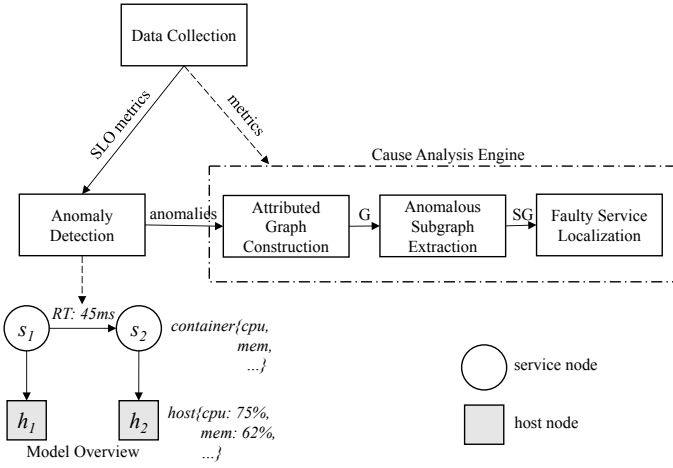 Data Collection
SLO metrics
metrics
Cause Analysis Engine
Anomaly
Detection
anomalies
Attributed
Graph
Construction
G
Anomalous
Subgraph
Extraction
SG
Faulty Service
Localization
RT: 45ms
s1
s2
container{cpu,
mem,
...}
service node
h1
h2
host{cpu: 75%,
mem: 62%,
...}
host node
Model Overview